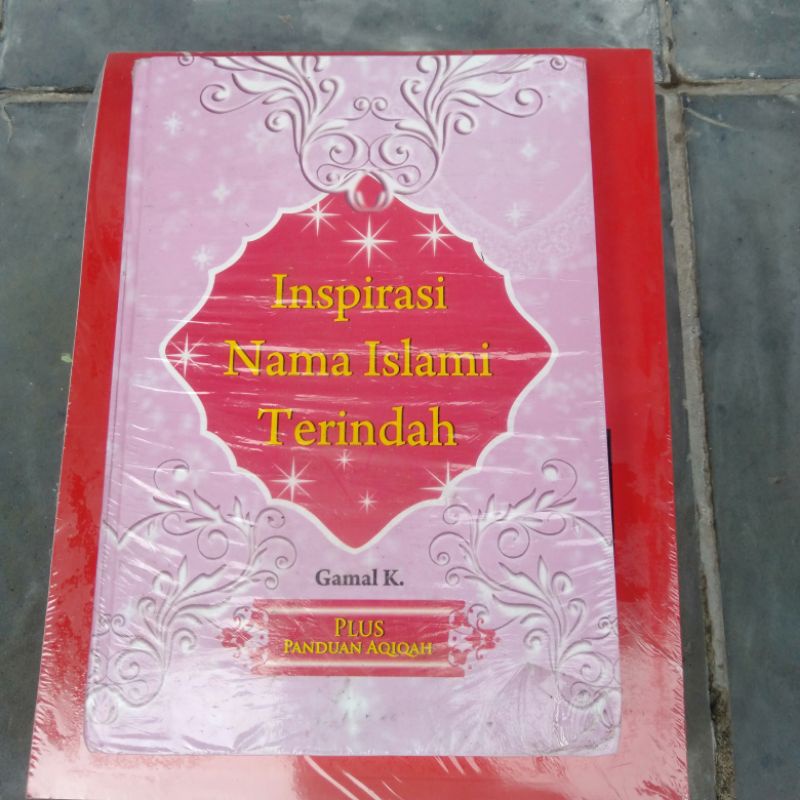 Inspirasi
Nama Islami
Terindah
Gamal K.
PLUS
PANDUAN AQIQAH